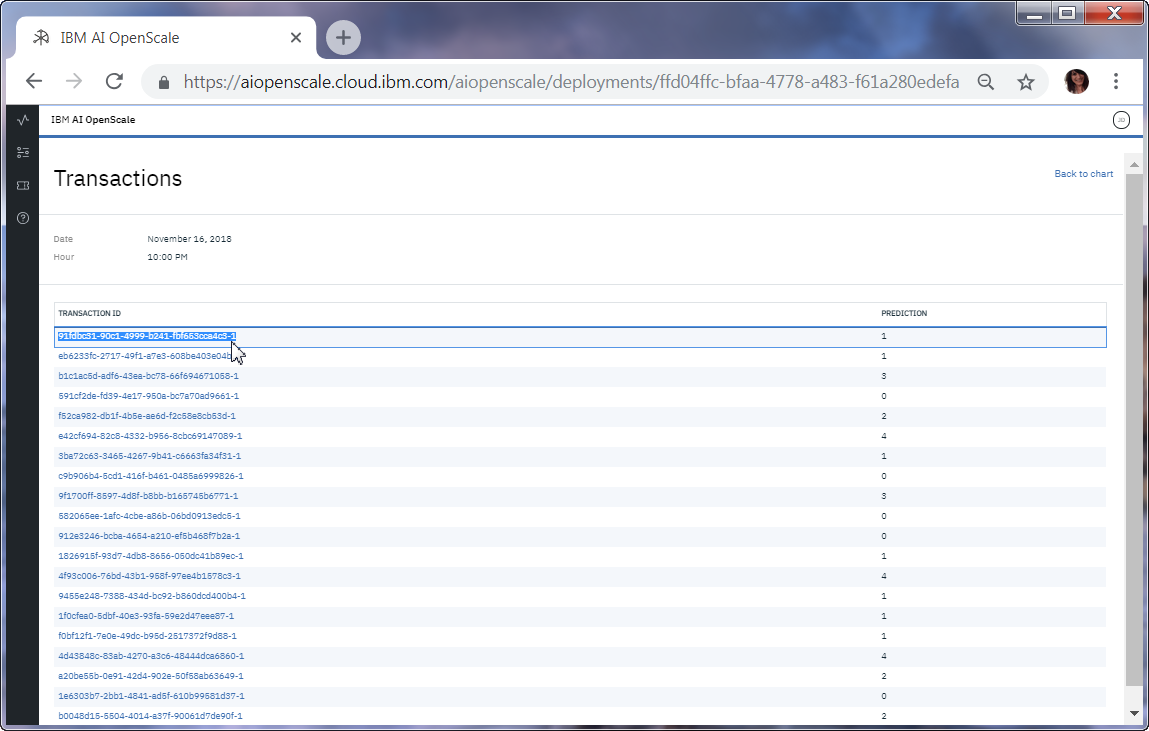 IBM AI OpenScale
https://aiopenscale.cloud.ibm.com/aiopenscale/deployments/ffd04ffc-bfaa-4778-a483-f61a280edefa
IBM AI OpenScale
JD
Transactions
Back to chart
Date November 16, 2018
Hour 10:00 PM
TRANSACTION ID PREDICTION
91fdbc31-90c1-4999-b241-fbf653cca4c3-1 1
eb6233fc-2717-49f1-a7e3-608be403e04b 1
b1c1ac5d-adf6-43ea-bc78-66f694671058-1 3
591cf2de-fd39-4e17-950a-bc7a70ad9661-1 0
f52ca982-db1f-4b5e-ae6d-f2c58e8cb53d-1 2
e42cf694-82c8-4332-b956-8cbc69147089-1 4
3ba72c63-3465-4267-9b41-c6663fa34f31-1 1
c9b906b4-5cd1-416f-b461-0485a6999826-1 0
9f1700ff-8597-4d8f-b8bb-b165745b6771-1 3
582065ee-1afc-4cbe-a86b-06bd0913edc5-1 0
912e3246-bcba-4654-a210-ef5b468f7b2a-1 0
1826915f-93d7-4db8-8656-050dc41b89ec-1 1
4f93c006-76bd-43b1-958f-97ee4b1578c3-1 4
9455e248-7388-434d-bc92-b860dcd400b4-1 1
1f0cfea0-5dbf-40e3-93fa-59e2d47eee87-1 1
f0bf12f1-7e0e-49dc-b95d-2517372f9d88-1 1
4d43848c-83ab-4270-a3c6-48444dca6860-1 4
a20be55b-0e91-42d4-902e-50f58ab63649-1 2
1e6303b7-2bb1-4841-ad5f-610b99581d37-1 0
b0048d15-5504-4014-a37f-90061d7de90f-1 2